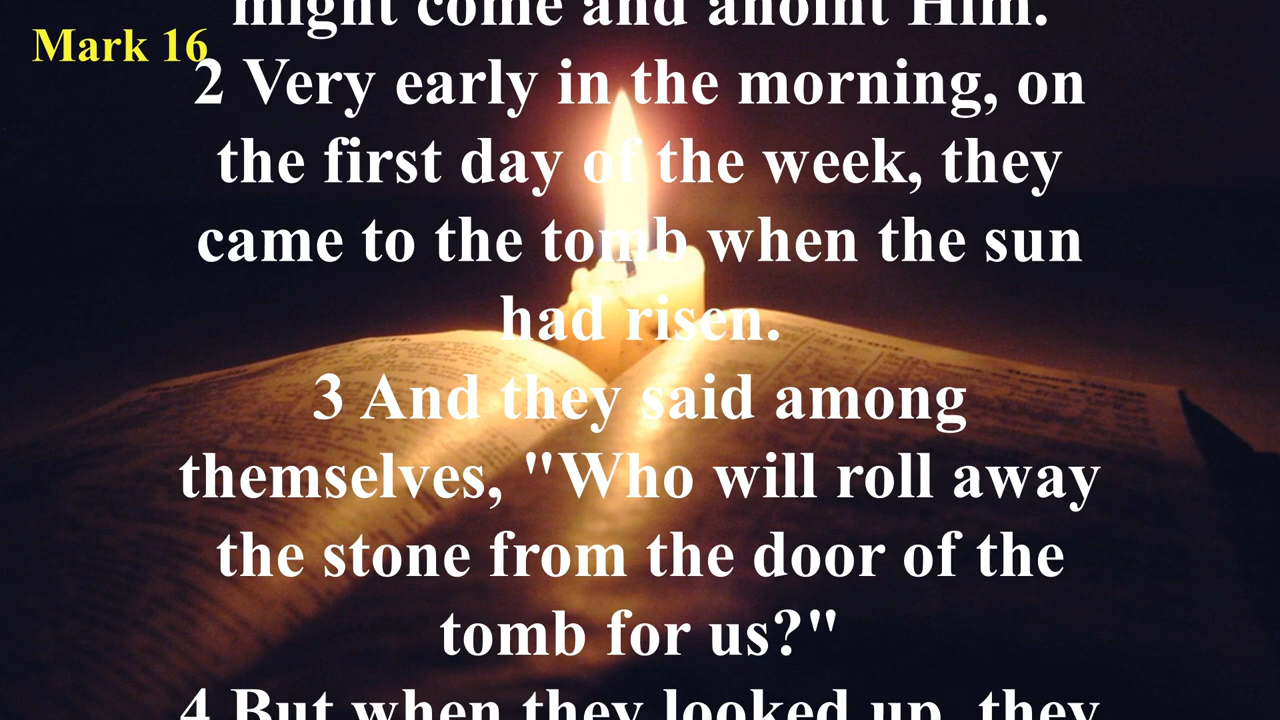 might come and anoint Him.
Mark 16
2 Very early in the morning, on
the first day of the week, they
came to the tomb when the sun
had risen.
3 And they said among
themselves, "Who will roll away
the stone from the door of the
tomb for us?"
4 But when they looked up, they